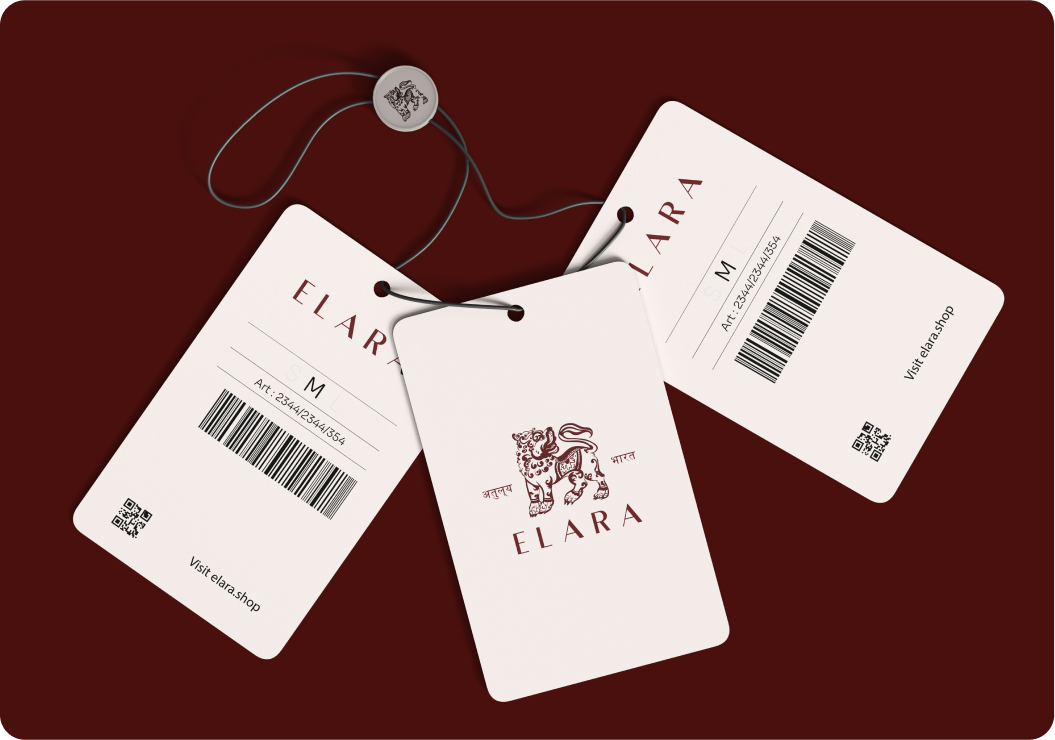 ELARA
S M L
Art : 2344/2344/354
Visit elara.shop
अतुल्य
भारत
ELARA
ELARA
S M L
Art : 2344/2344/354
Visit elara.shop